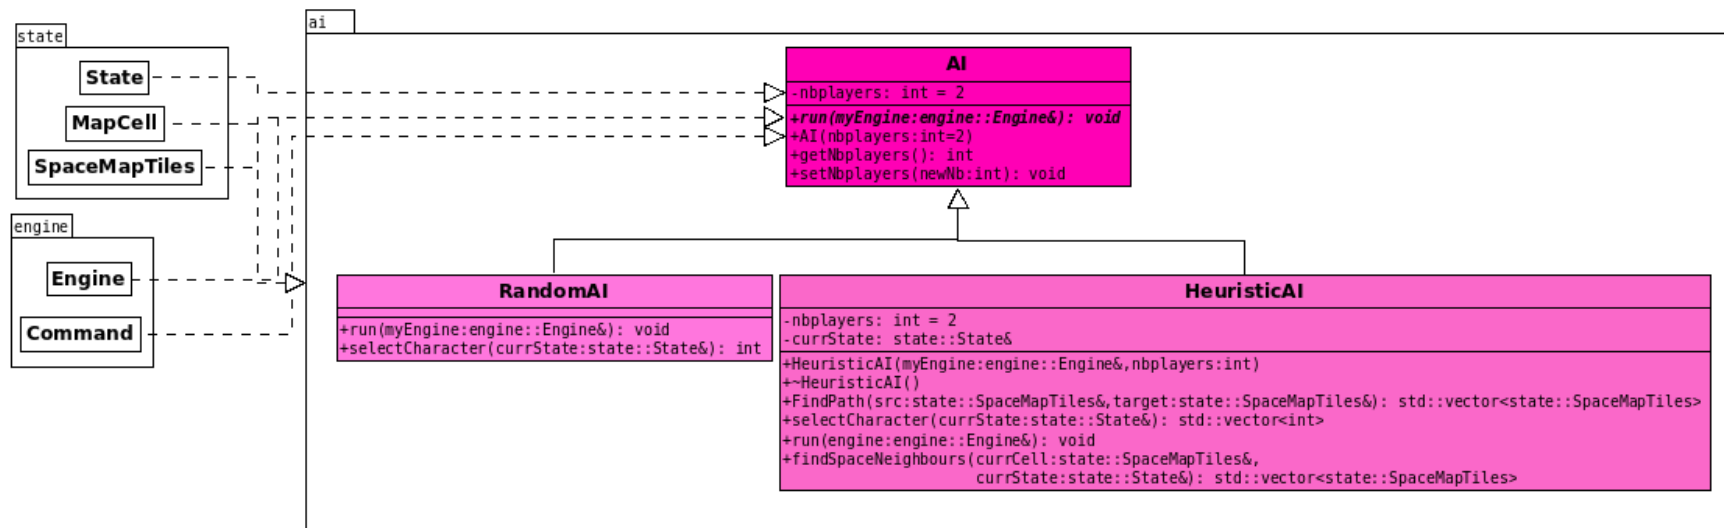 state
State
MapCell
SpaceMapTiles
engine
Engine
Command
ai
AI
-nbplayers: int = 2
+run(myEngine:engine::Engine&): void
+AI(nbplayers:int=2)
+getNbplayers(): int
+setNbplayers(newNb:int): void
RandomAI
+run(myEngine:engine::Engine&): void
+selectCharacter(currState:state::State&): int
HeuristicAI
-nbplayers: int = 2
-currState: state::State&
+HeuristicAI(myEngine:engine::Engine&,nbplayers:int)
+~HeuristicAI()
+FindPath(src:state::SpaceMapTiles&,target:state::SpaceMapTiles&): std::vector<state::SpaceMapTiles>
+selectCharacter(currState:state::State&): std::vector<int>
+run(engine:engine::Engine&): void
+findSpaceNeighbours(currCell:state::SpaceMapTiles&,
currState:state::State&): std::vector<state::SpaceMapTiles>